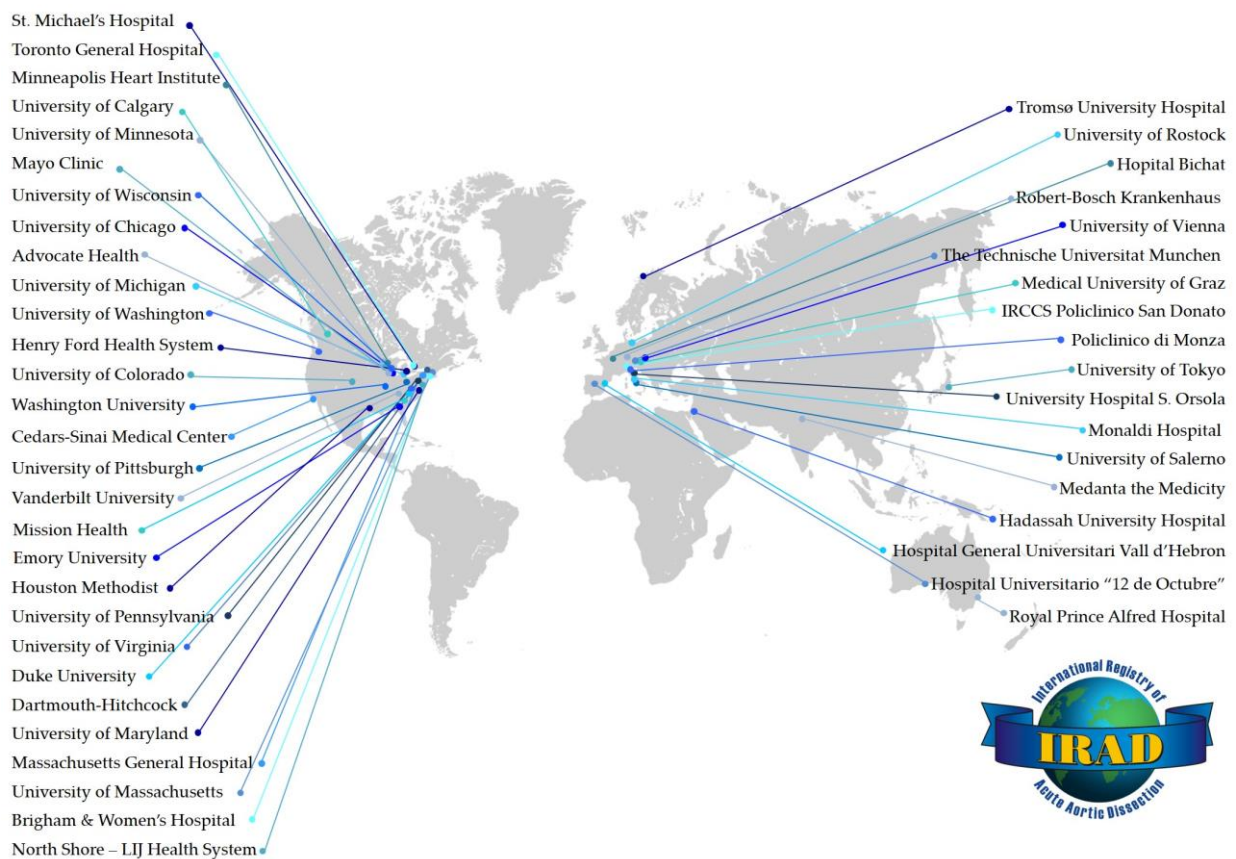 St. Michael's Hospital
Toronto General Hospital
Minneapolis Heart Institute
University of Calgary
University of Minnesota
Mayo Clinic
University of Wisconsin
University of Chicago
Advocate Health
University of Michigan
University of Washington
Henry Ford Health System
University of Colorado
Washington University
Cedars-Sinai Medical Center
University of Pittsburgh
Vanderbilt University
Mission Health
Emory University
Houston Methodist
University of Pennsylvania
University of Virginia
Duke University
Dartmouth-Hitchcock
University of Maryland
Massachusetts General Hospital
University of Massachusetts
Brigham & Women's Hospital
North Shore – LIJ Health System
Tromsø University Hospital
University of Rostock
Hopital Bichat
Robert-Bosch Krankenhaus
University of Vienna
The Technische Universitat Munchen
Medical University of Graz
IRCCS Policlinico San Donato
Policlinico di Monza
University of Tokyo
University Hospital S. Orsola
Monaldi Hospital
University of Salerno
Medanta the Medicity
Hadassah University Hospital
Hospital General Universitari Vall d'Hebron
Hospital Universitario "12 de Octubre"
Royal Prince Alfred Hospital
International Registry of
IRAD
Acute Aortic Dissection